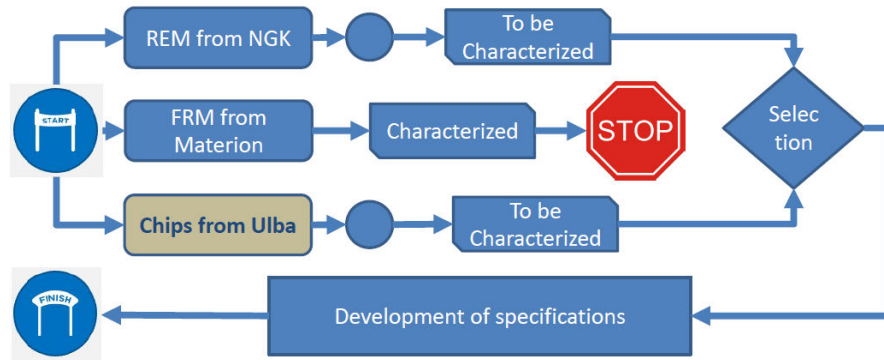 REM from NGK
To be
Characterized
START
FRM from
Materion
Characterized
STOP
Selec
tion
Chips from Ulba
To be
Characterized
FINISH
Development of specifications